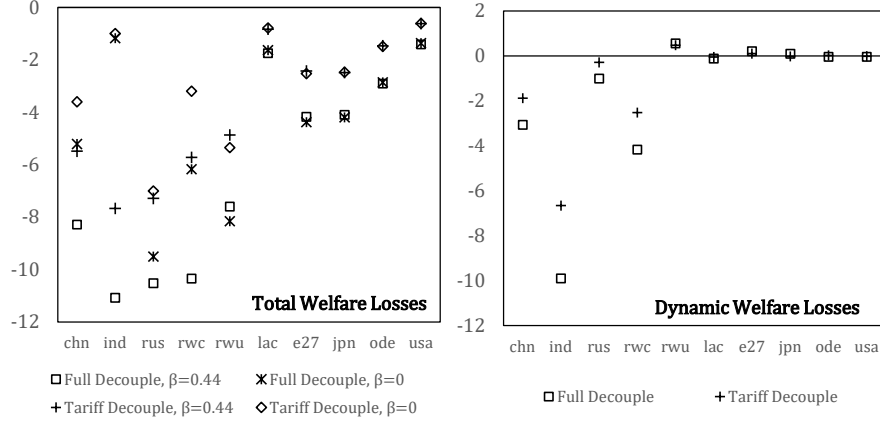 0
-2
-4
-6
-8
-10
-12
Total Welfare Losses
chn ind rus rwc rwu lac e27 jpn ode usa
Full Decouple, β=0.44 Full Decouple, β=0
Tariff Decouple, β=0.44 Tariff Decouple, β=0
2
0
-2
-4
-6
-8
-10
-12
Dynamic Welfare Losses
chn ind rus rwc rwu lac e27 jpn ode usa
Full Decouple Tariff Decouple